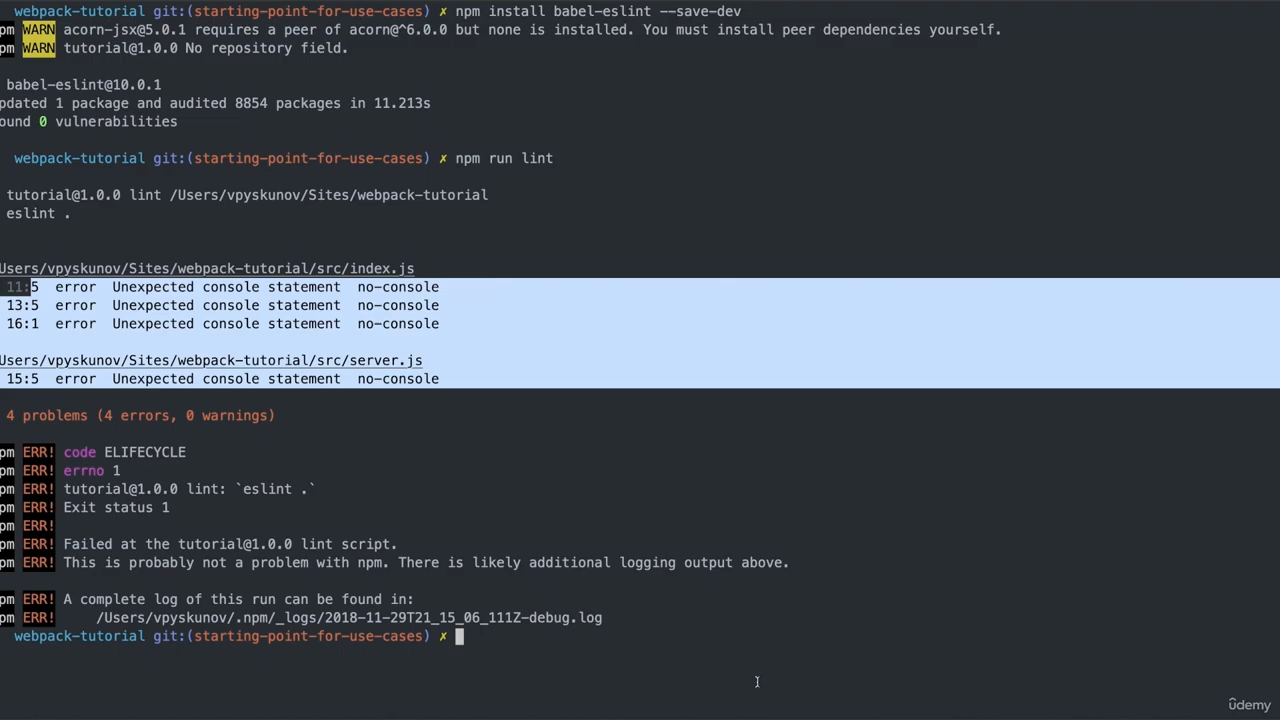 webpack-tutorial git:(starting-point-for-use-cases) ✗ npm install babel-eslint --save-dev
pm WARN acorn-jsx@5.0.1 requires a peer of acorn@^6.0.0 but none is installed. You must install peer dependencies yourself.
pm WARN tutorial@1.0.0 No repository field.
babel-eslint@10.0.1
pdated 1 package and audited 8854 packages in 11.213s
ound 0 vulnerabilities
webpack-tutorial git:(starting-point-for-use-cases) ✗ npm run lint
tutorial@1.0.0 lint /Users/vpyskunov/Sites/webpack-tutorial
eslint .
Users/vpyskunov/Sites/webpack-tutorial/src/index.js
11:5  error  Unexpected console statement  no-console
13:5  error  Unexpected console statement  no-console
16:1  error  Unexpected console statement  no-console
Users/vpyskunov/Sites/webpack-tutorial/src/server.js
15:5  error  Unexpected console statement  no-console
4 problems (4 errors, 0 warnings)
pm ERR! code ELIFECYCLE
pm ERR! errno 1
pm ERR! tutorial@1.0.0 lint: `eslint .`
pm ERR! Exit status 1
pm ERR!
pm ERR! Failed at the tutorial@1.0.0 lint script.
pm ERR! This is probably not a problem with npm. There is likely additional logging output above.
pm ERR! A complete log of this run can be found in:
pm ERR!     /Users/vpyskunov/.npm/_logs/2018-11-29T21_15_06_111Z-debug.log
webpack-tutorial git:(starting-point-for-use-cases) ✗
ûdemy